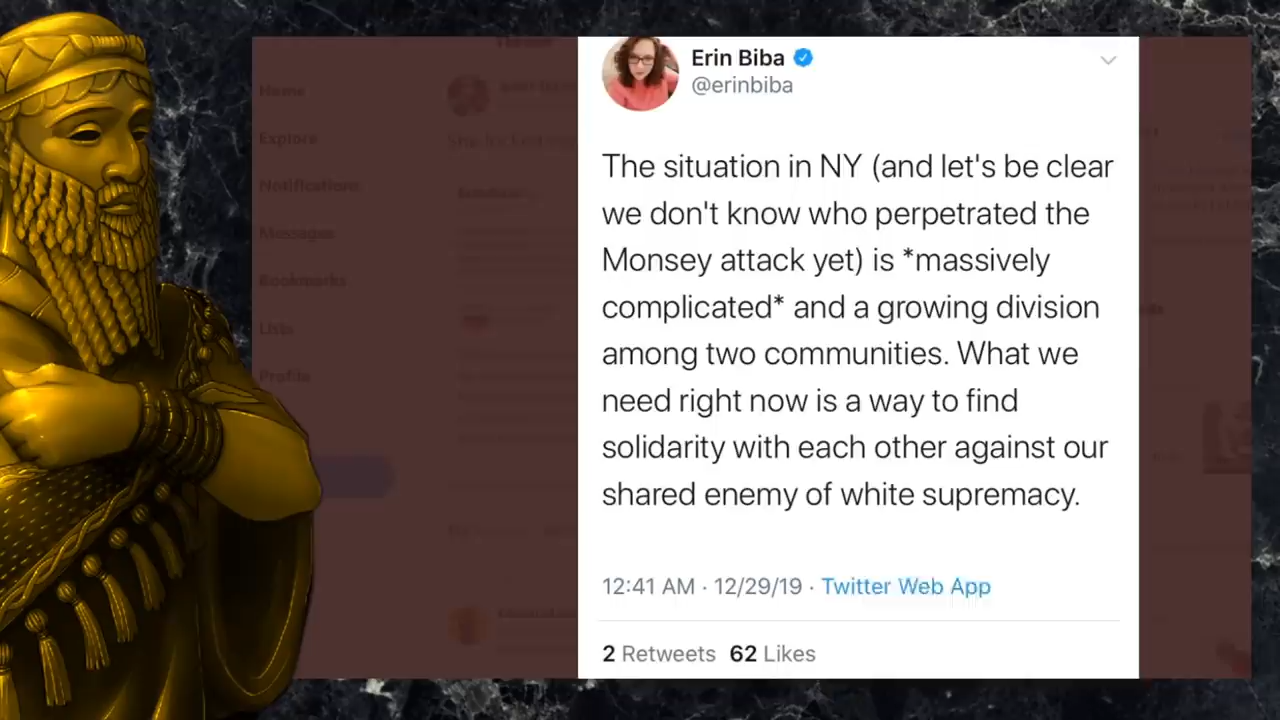 Erin Biba
@erinbiba
The situation in NY (and let's be clear
we don't know who perpetrated the
Monsey attack yet) is *massively
complicated* and a growing division
among two communities. What we
need right now is a way to find
solidarity with each other against our
shared enemy of white supremacy.
12:41 AM · 12/29/19 · Twitter Web App
2 Retweets 62 Likes
Home
Explore
Notifications
Messages
Bookmarks
Lists
Profile